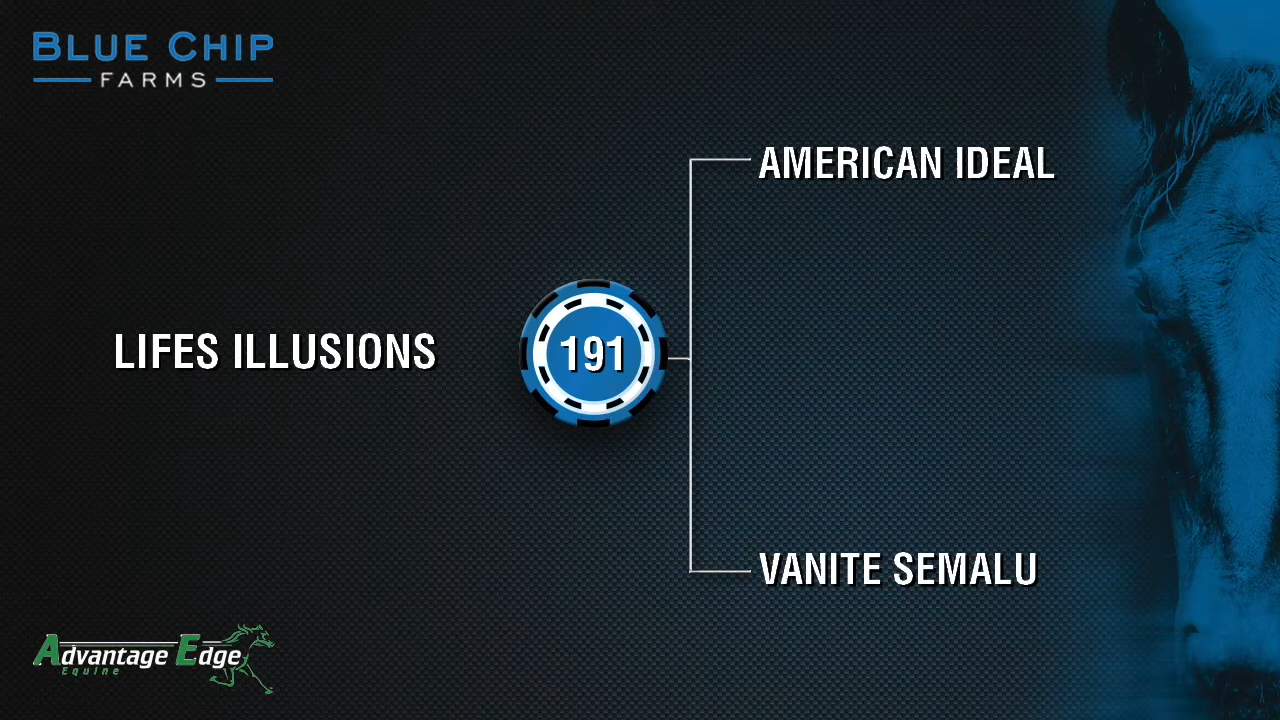 BLUE CHIP
FARMS
AMERICAN IDEAL
LIFES ILLUSIONS
191
VANITE SEMALU
Advantage Edge
Equine